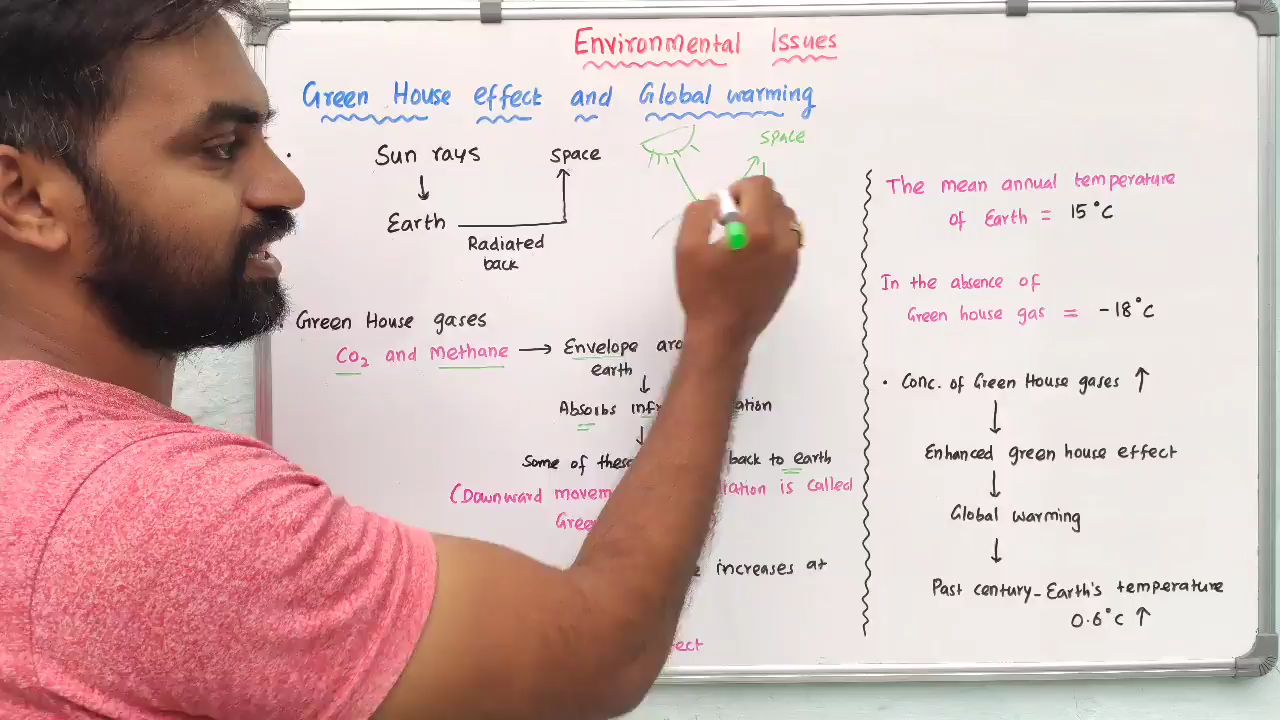 Environmental Issues
Green House effect and Global warming
Sun rays
space
Earth
Radiated
back
space
Green House gases
CO₂ and Methane → Envelope
earth
Absorbs
Some of these back to earth
(Downward is called
increases at
The mean annual temperature
of Earth = 15°C
In the absence of
Green house gas = -18°C
• Conc. of Green House gases ↑
Enhanced green house effect
Global warming
Past century - Earth's temperature
0.6°C ↑